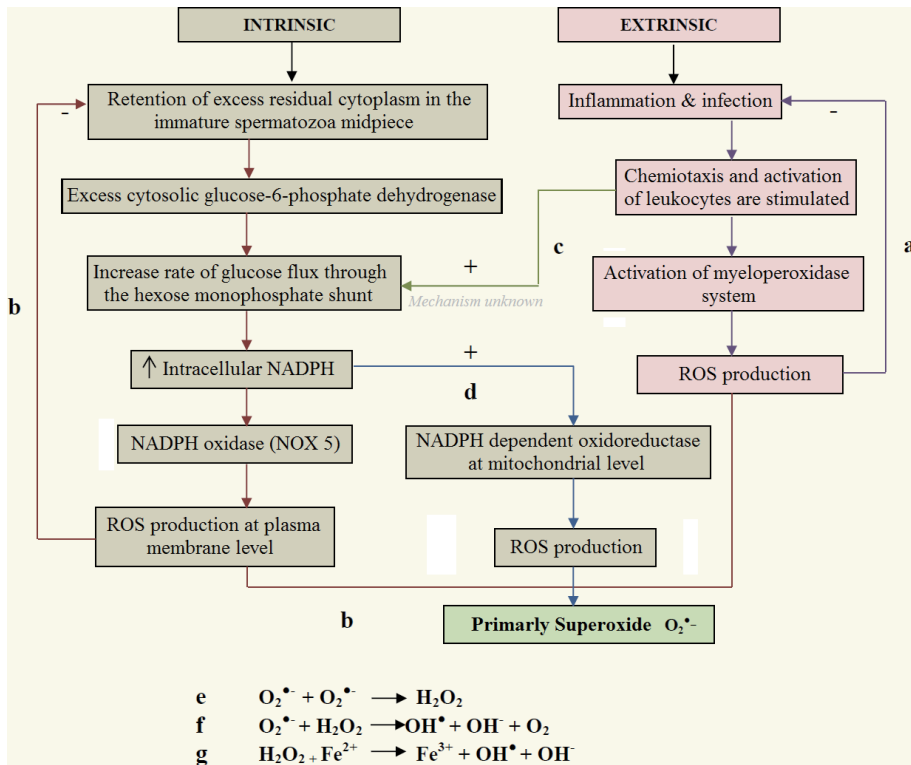 INTRINSIC
EXTRINSIC
Retention of excess residual cytoplasm in the
immature spermatozoa midpiece
-
Inflammation & infection
-
Excess cytosolic glucose-6-phosphate dehydrogenase
Chemiotaxis and activation
of leukocytes are stimulated
c
a
Increase rate of glucose flux through
the hexose monophosphate shunt
+
Mechanism unknown
Activation of myeloperoxidase
system
b
↑ Intracellular NADPH
+
d
ROS production
NADPH oxidase (NOX 5)
NADPH dependent oxidoreductase
at mitochondrial level
ROS production at plasma
membrane level
ROS production
b
Primarly Superoxide O₂•-
e O₂•- + O₂•- → H₂O₂
f O₂•- + H₂O₂ → OH• + OH- + O₂
g H₂O₂ + Fe²⁺ → Fe³⁺ + OH• + OH-